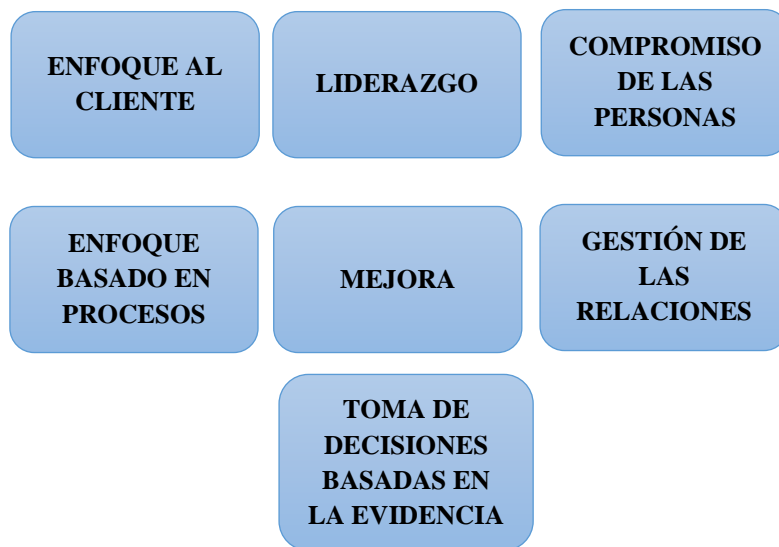 ENFOQUE AL
CLIENTE
LIDERAZGO
COMPROMISO
DE LAS
PERSONAS
ENFOQUE
BASADO EN
PROCESOS
MEJORA
GESTIÓN DE
LAS
RELACIONES
TOMA DE
DECISIONES
BASADAS EN
LA EVIDENCIA